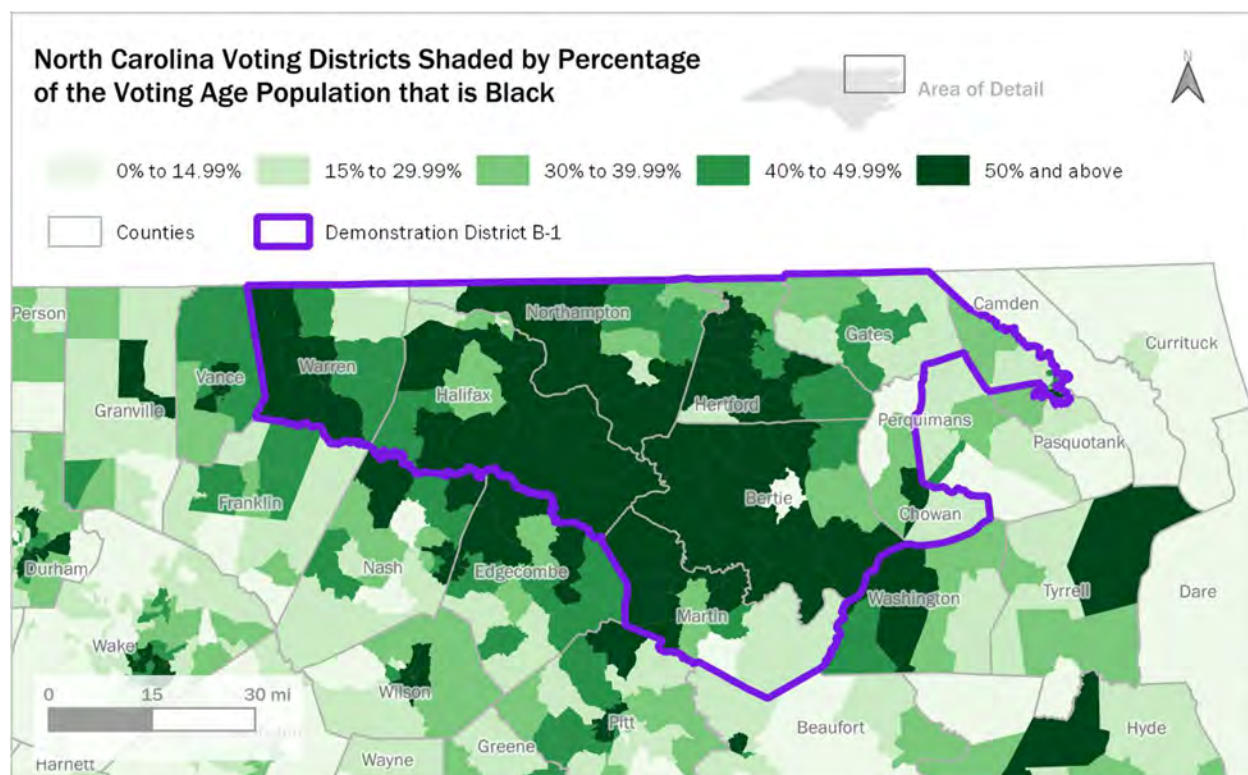 North Carolina Voting Districts Shaded by Percentage
of the Voting Age Population that is Black
N
Area of Detail
0% to 14.99%
15% to 29.99%
30% to 39.99%
40% to 49.99%
50% and above
Counties
Demonstration District B-1
Person
Granville
Vance
Warren
Halifax
Northampton
Hertford
Gates
Camden
Currituck
Perquimans
Pasquotank
Franklin
Bertie
Chowan
Durham
Nash
Edgecombe
Martin
Washington
Tyrrell
Dare
Wake
Wilson
Pitt
Beaufort
Hyde
Greene
Wayne
Harnett
0 15 30 mi